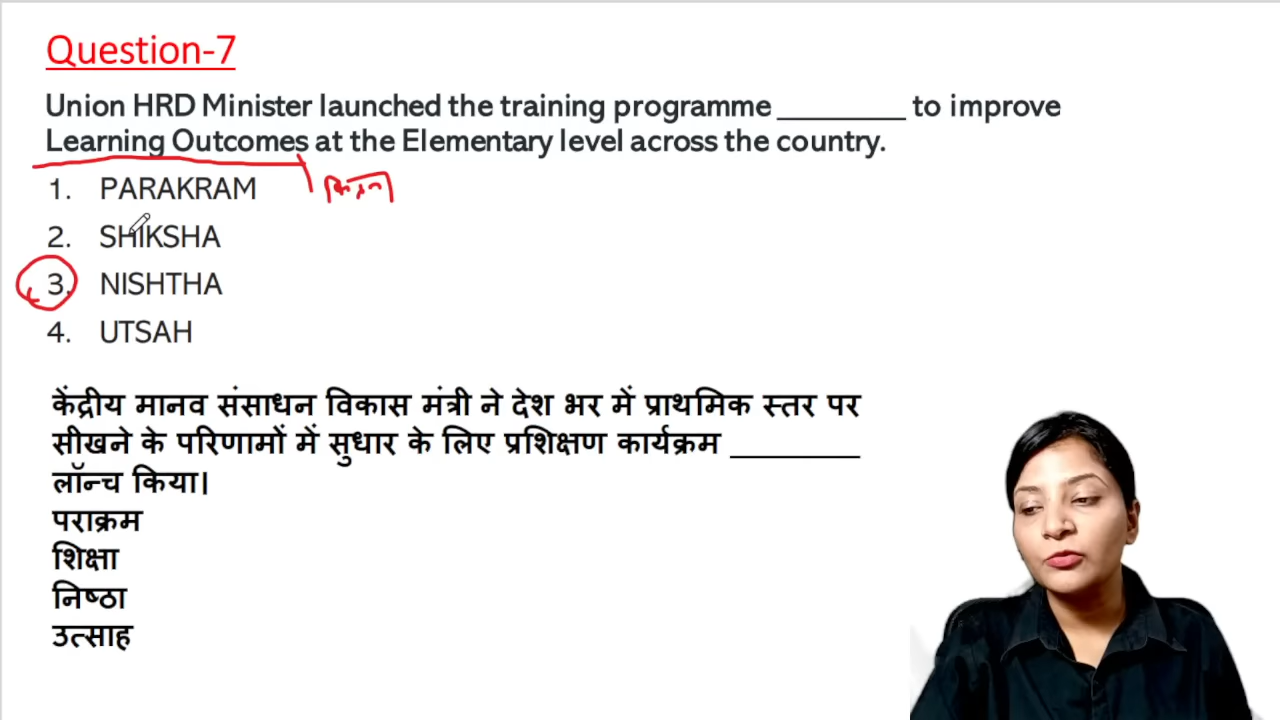 Question-7
Union HRD Minister launched the training programme _________ to improve
Learning Outcomes at the Elementary level across the country.
1. PARAKRAM
2. SHIKSHA
3. NISHTHA
4. UTSAH
केंद्रीय मानव संसाधन विकास मंत्री ने देश भर में प्राथमिक स्तर पर
सीखने के परिणामों में सुधार के लिए प्रशिक्षण कार्यक्रम _________
लॉन्च किया।
पराक्रम
शिक्षा
निष्ठा
उत्साह